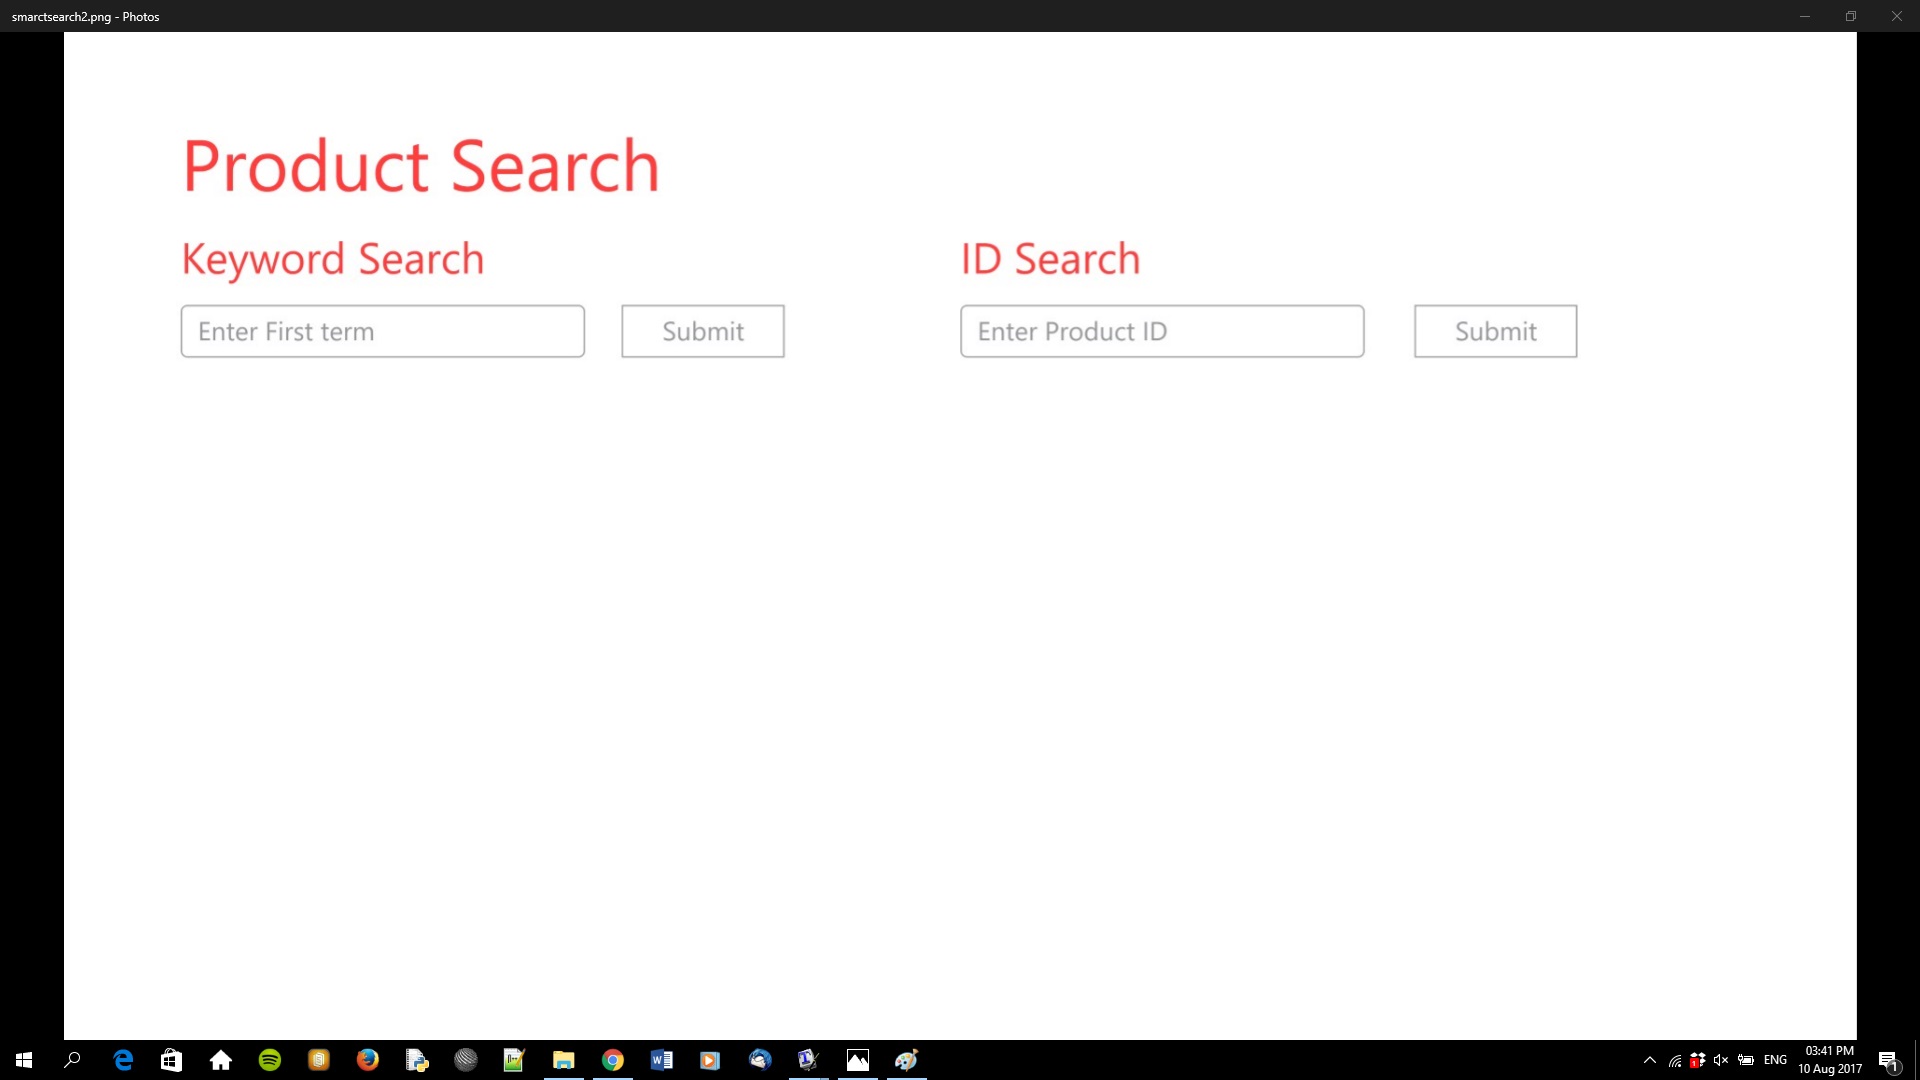 smarctsearch2.png - Photos
Product Search
Keyword Search
ID Search
Enter First term
Submit
Enter Product ID
Submit
ENG
03:41 PM
10 Aug 2017
1